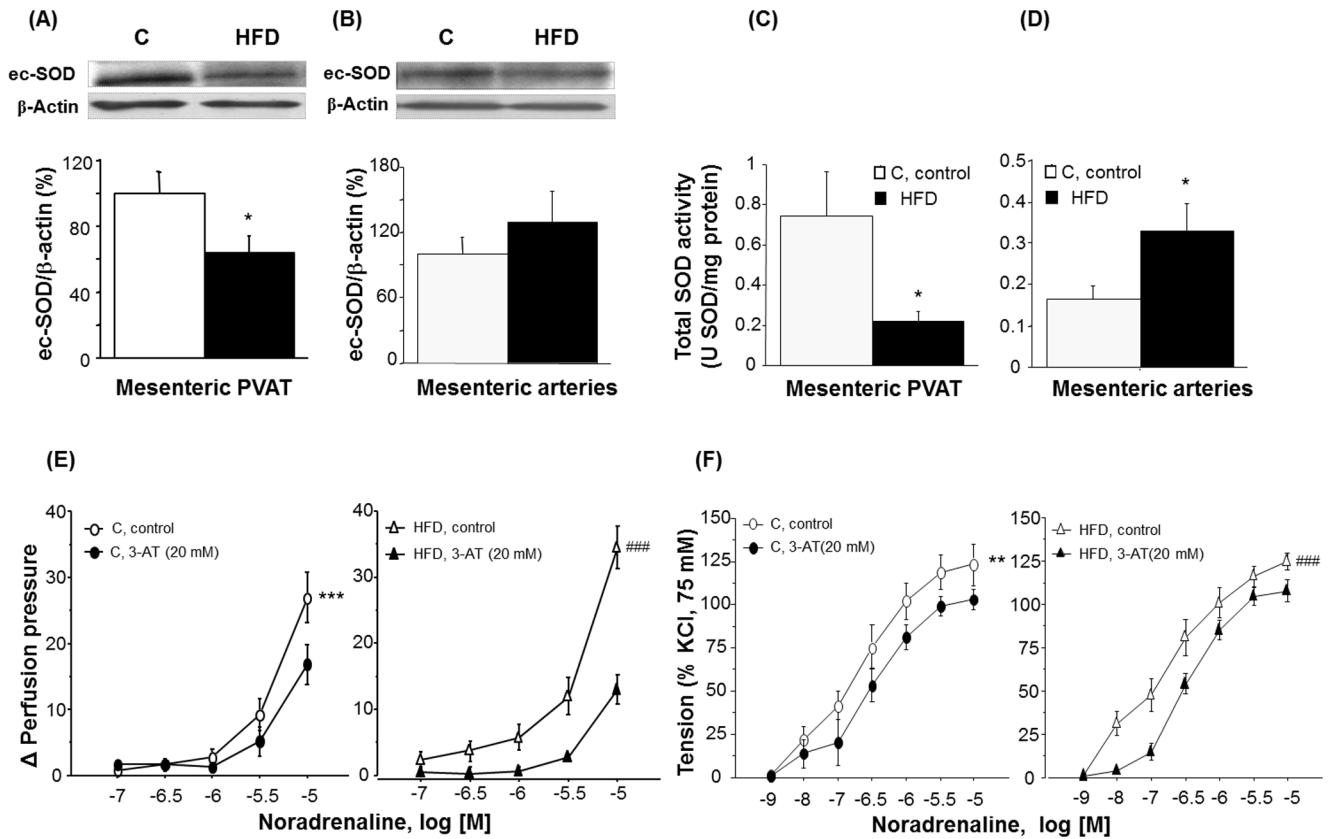 (A)
C HFD
ec-SOD
β-Actin
ec-SOD/β-actin (%)
120
80
40
0
*
Mesenteric PVAT
(B)
C HFD
ec-SOD
β-Actin
ec-SOD/β-actin (%)
180
120
60
0
Mesenteric arteries
(C)
Total SOD activity
(U SOD/mg protein)
1
0.8
0.6
0.4
0.2
0
C, control
HFD
*
Mesenteric PVAT
(D)
0.5
0.4
0.3
0.2
0.1
0
C, control
HFD
*
Mesenteric arteries
(E)
Δ Perfusion pressure
40
30
20
10
0
C, control
C, 3-AT (20 mM)
***
-7 -6.5 -6 -5.5 -5
40
30
20
10
0
HFD, control
HFD, 3-AT (20 mM)
###
-7 -6.5 -6 -5.5 -5
Noradrenaline, log [M]
(F)
Tension (% KCl, 75 mM)
150
125
100
75
50
25
0
C, control
C, 3-AT(20 mM)
**
-9 -8 -7 -6.5 -6 -5.5 -5
150
125
100
75
50
25
0
HFD, control
HFD, 3-AT(20 mM)
###
-9 -8 -7 -6.5 -6 -5.5 -5
Noradrenaline, log [M]